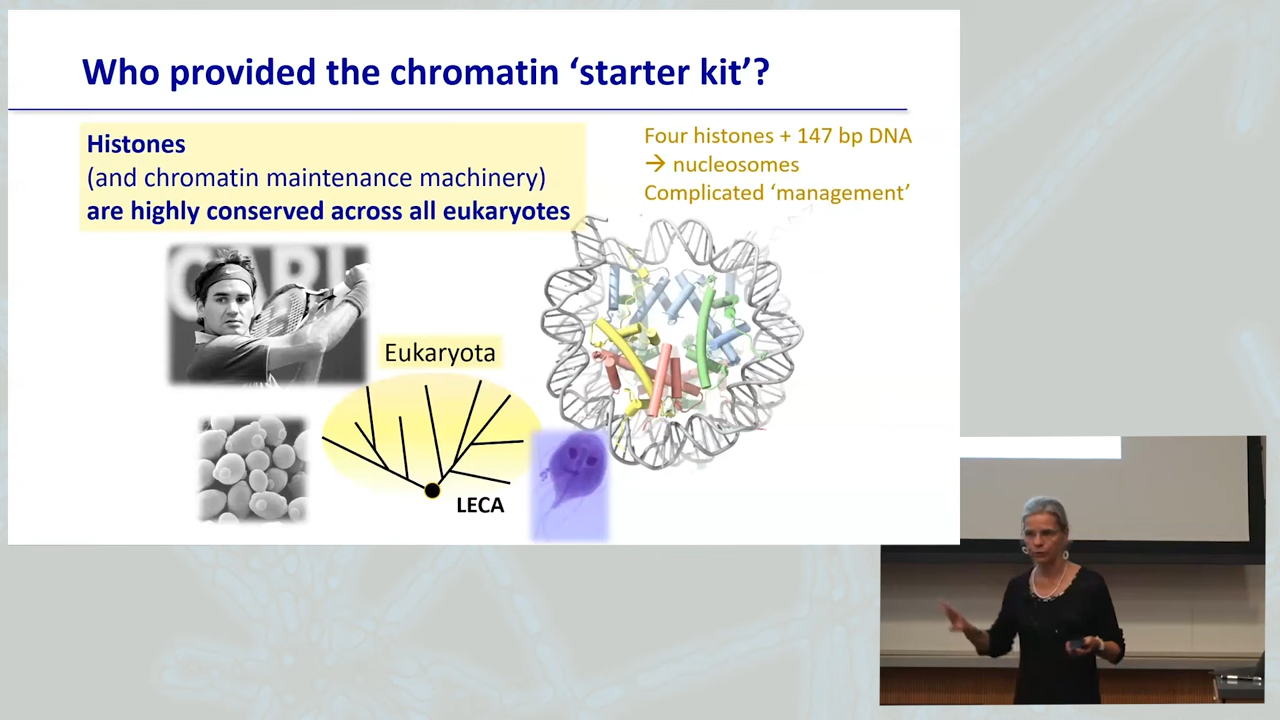 Who provided the chromatin ‘starter kit’?
Histones
(and chromatin maintenance machinery)
are highly conserved across all eukaryotes
Four histones + 147 bp DNA
→ nucleosomes
Complicated ‘management’
Eukaryota
LECA